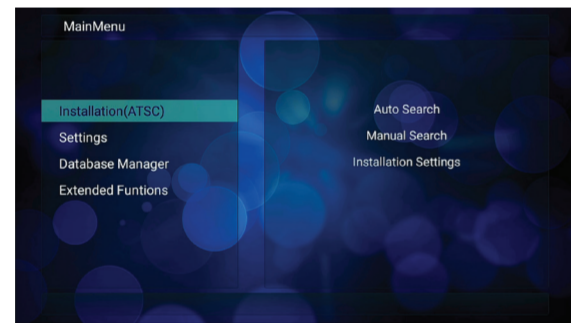 MainMenu
Installation(ATSC)
Settings
Database Manager
Extended Funtions
Auto Search
Manual Search
Installation Settings